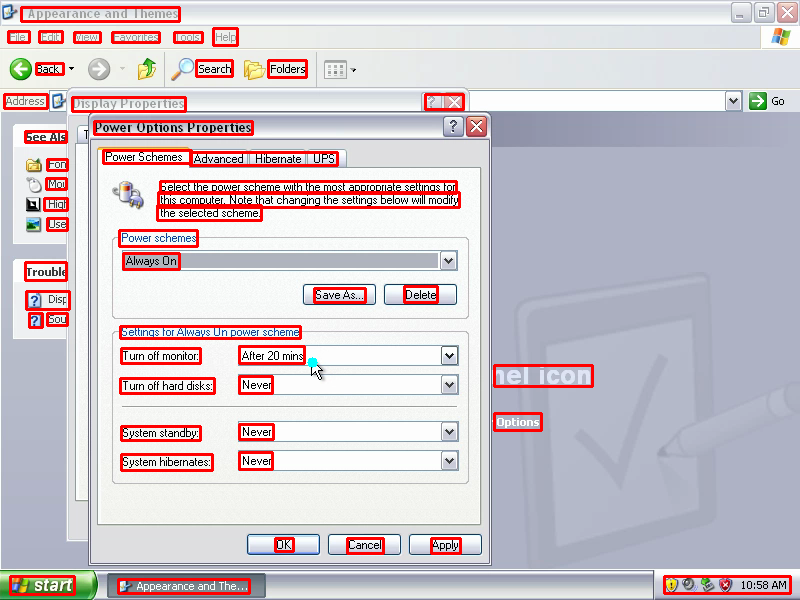 Appearance and Themes
File Edit View Favorites Tools Help
Back Search Folders
Address Go
Display Properties
Power Options Properties
See Als
Power Schemes Advanced Hibernate UPS
Select the power scheme with the most appropriate settings for
this computer. Note that changing the settings below will modify
the selected scheme.
Power schemes
Always On
Save As... Delete
Trouble
Disp
Sou
Settings for Always On power scheme
Turn off monitor: After 20 mins
Turn off hard disks: Never
nel icon
Options
System standby: Never
System hibernates: Never
OK Cancel Apply
start Appearance and The... 10:58 AM